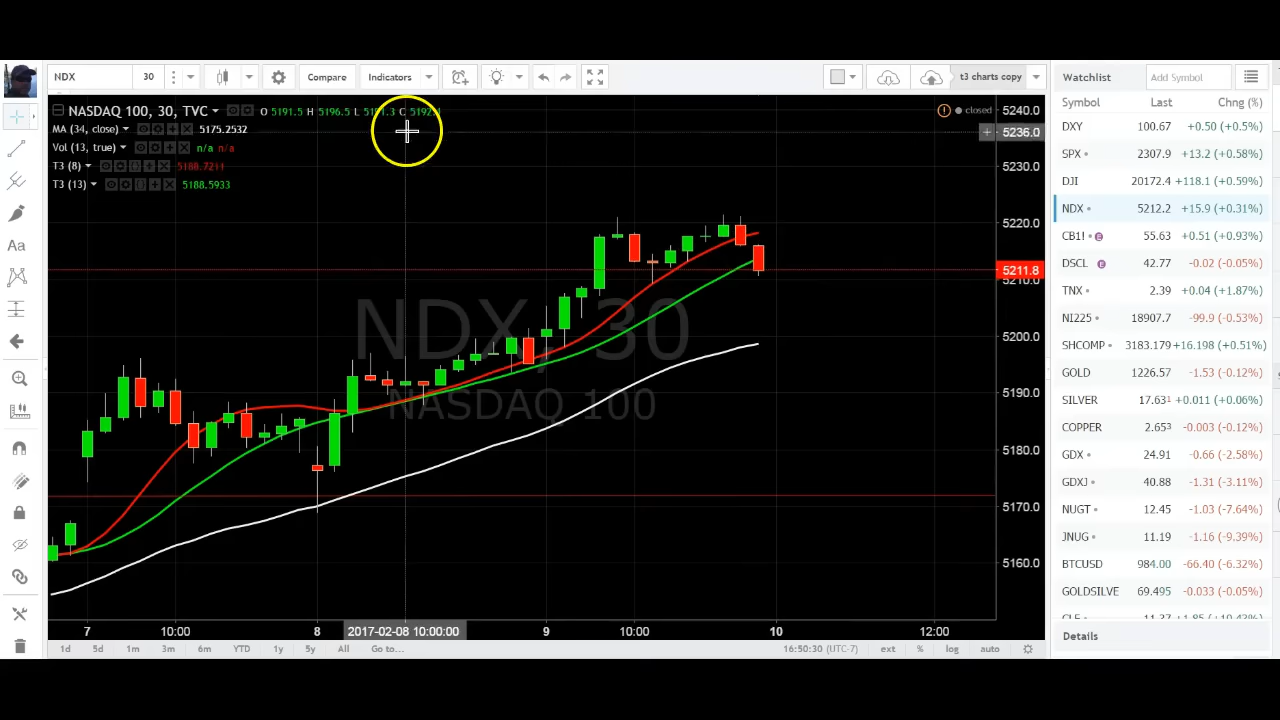 NDX 30 Compare Indicators t3 charts copy
NASDAQ 100, 30, TVC O 5191.5 H 5196.5 L C closed
MA (34, close) 5175.2532
Vol (13, true) n/a n/a
T3 (8) 5188.7211
T3 (13) 5188.5933
NDX, 30
NASDAQ 100
5240.0
5236.0
5230.0
5220.0
5211.8
5210.0
5200.0
5190.0
5180.0
5170.0
5160.0
7 10:00 8 2017-02-08 10:00:00 9 10:00 10 12:00
1d 5d 1m 3m 6m YTD 1y 5y All Go to... 16:50:30 (UTC-7) ext % log auto
Watchlist Add Symbol
Symbol Last Chng (%)
DXY 100.67 +0.50 (+0.5%)
SPX 2307.9 +13.2 (+0.58%)
DJI 20172.4 +118.1 (+0.59%)
NDX 5212.2 +15.9 (+0.31%)
CB1! E 55.63 +0.51 (+0.93%)
DSCL E 42.77 -0.02 (-0.05%)
TNX 2.39 +0.04 (+1.87%)
NI225 18907.7 -99.9 (-0.53%)
SHCOMP 3183.179 +16.198 (+0.51%)
GOLD 1226.57 -1.53 (-0.12%)
SILVER 17.631 +0.011 (+0.06%)
COPPER 2.653 -0.003 (-0.12%)
GDX 24.91 -0.66 (-2.58%)
GDXJ 40.88 -1.31 (-3.11%)
NUGT 12.45 -1.03 (-7.64%)
JNUG 11.19 -1.16 (-9.39%)
BTCUSD 984.00 -66.40 (-6.32%)
GOLDSILVE 69.495 -0.033 (-0.05%)
Details